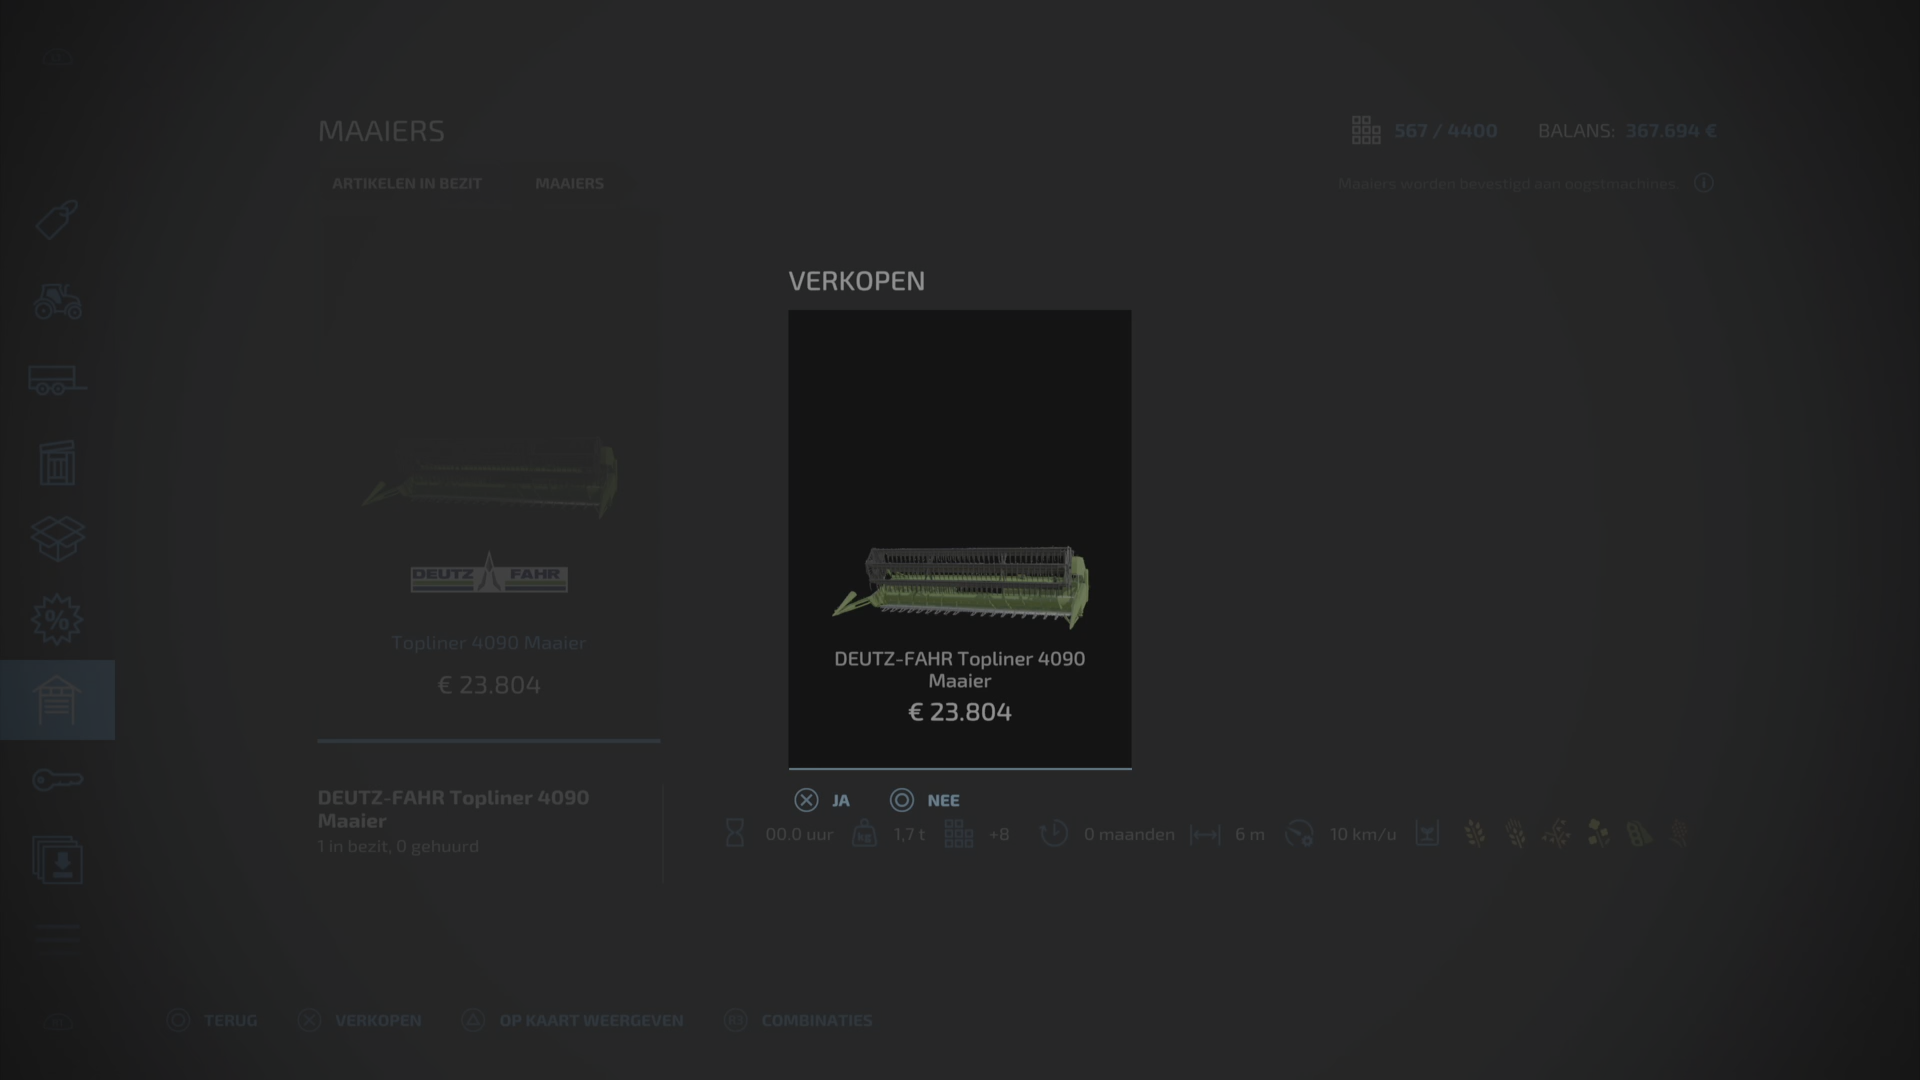 MAAIERS
567 / 4400
BALANS: 367.694 €
ARTIKELEN IN BEZIT
MAAIERS
Maaiers worden bevestigd aan oogstmachines.
VERKOPEN
DEUTZ FAHR
Topliner 4090 Maaier
€ 23.804
DEUTZ-FAHR Topliner 4090
Maaier
€ 23.804
JA
NEE
DEUTZ-FAHR Topliner 4090
Maaier
1 in bezit, 0 gehuurd
00.0 uur
kg
1,7 t
+8
0 maanden
6 m
10 km/u
TERUG
VERKOPEN
OP KAART WEERGEVEN
R3
COMBINATIES